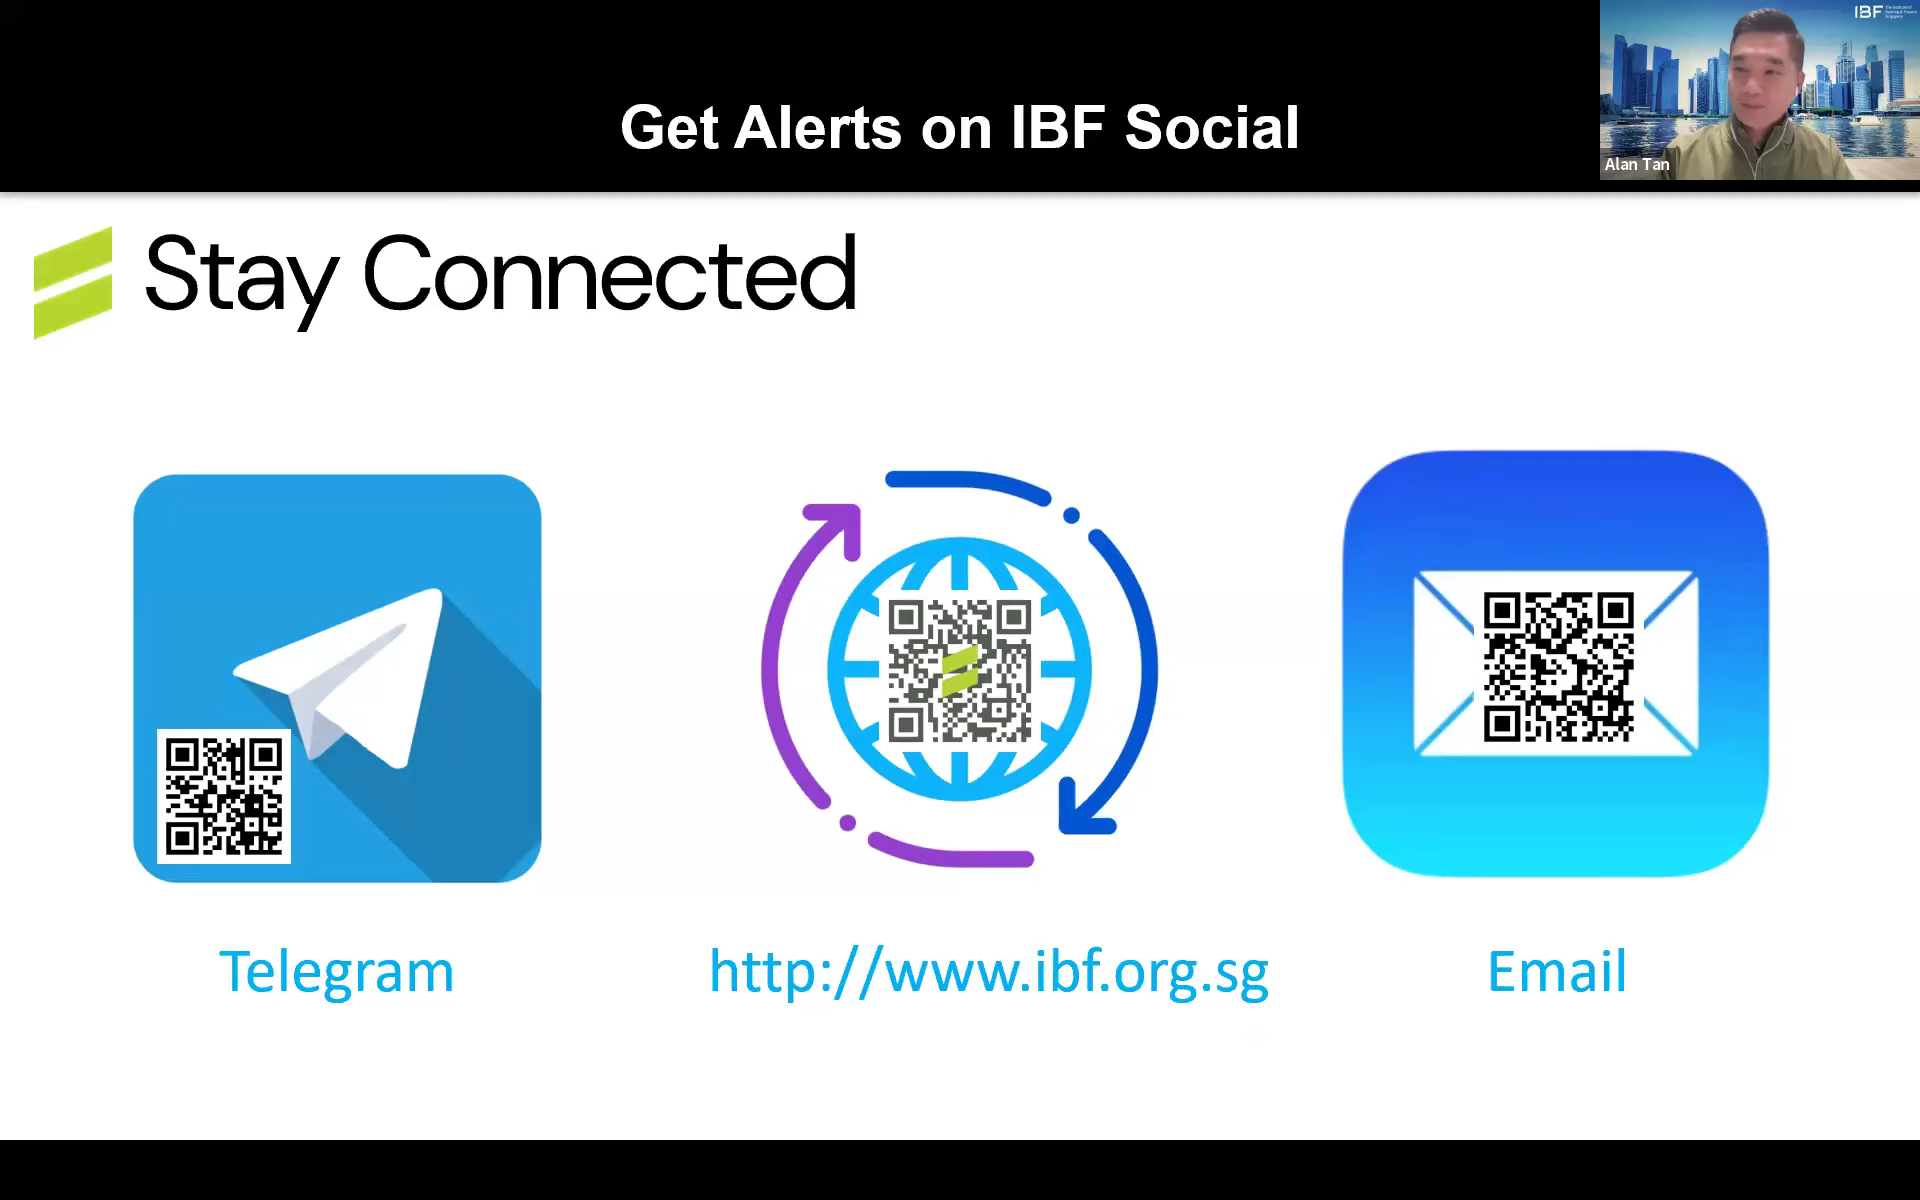 Get Alerts on IBF Social
IBF
Alan Tan
Stay Connected
Telegram
http://www.ibf.org.sg
Email